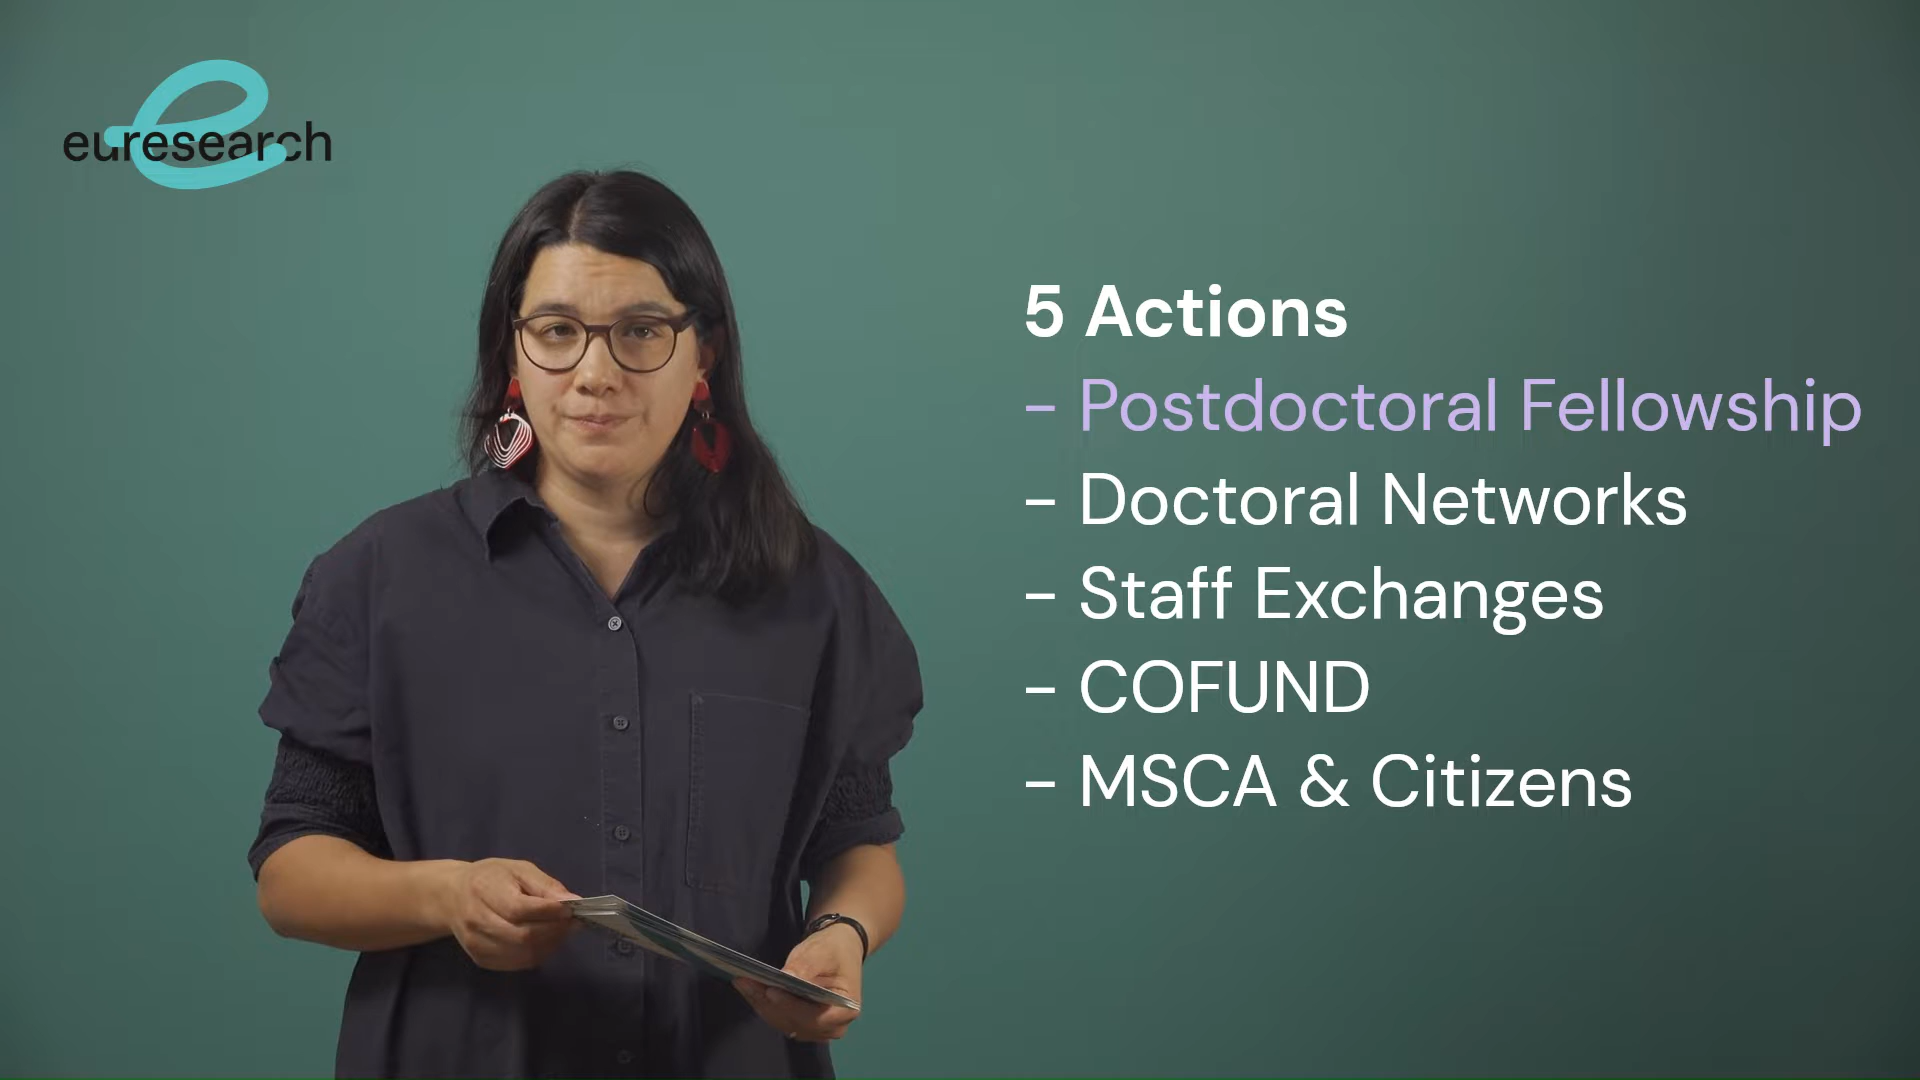 euresearch
5 Actions
- Postdoctoral Fellowship
- Doctoral Networks
- Staff Exchanges
- COFUND
- MSCA & Citizens